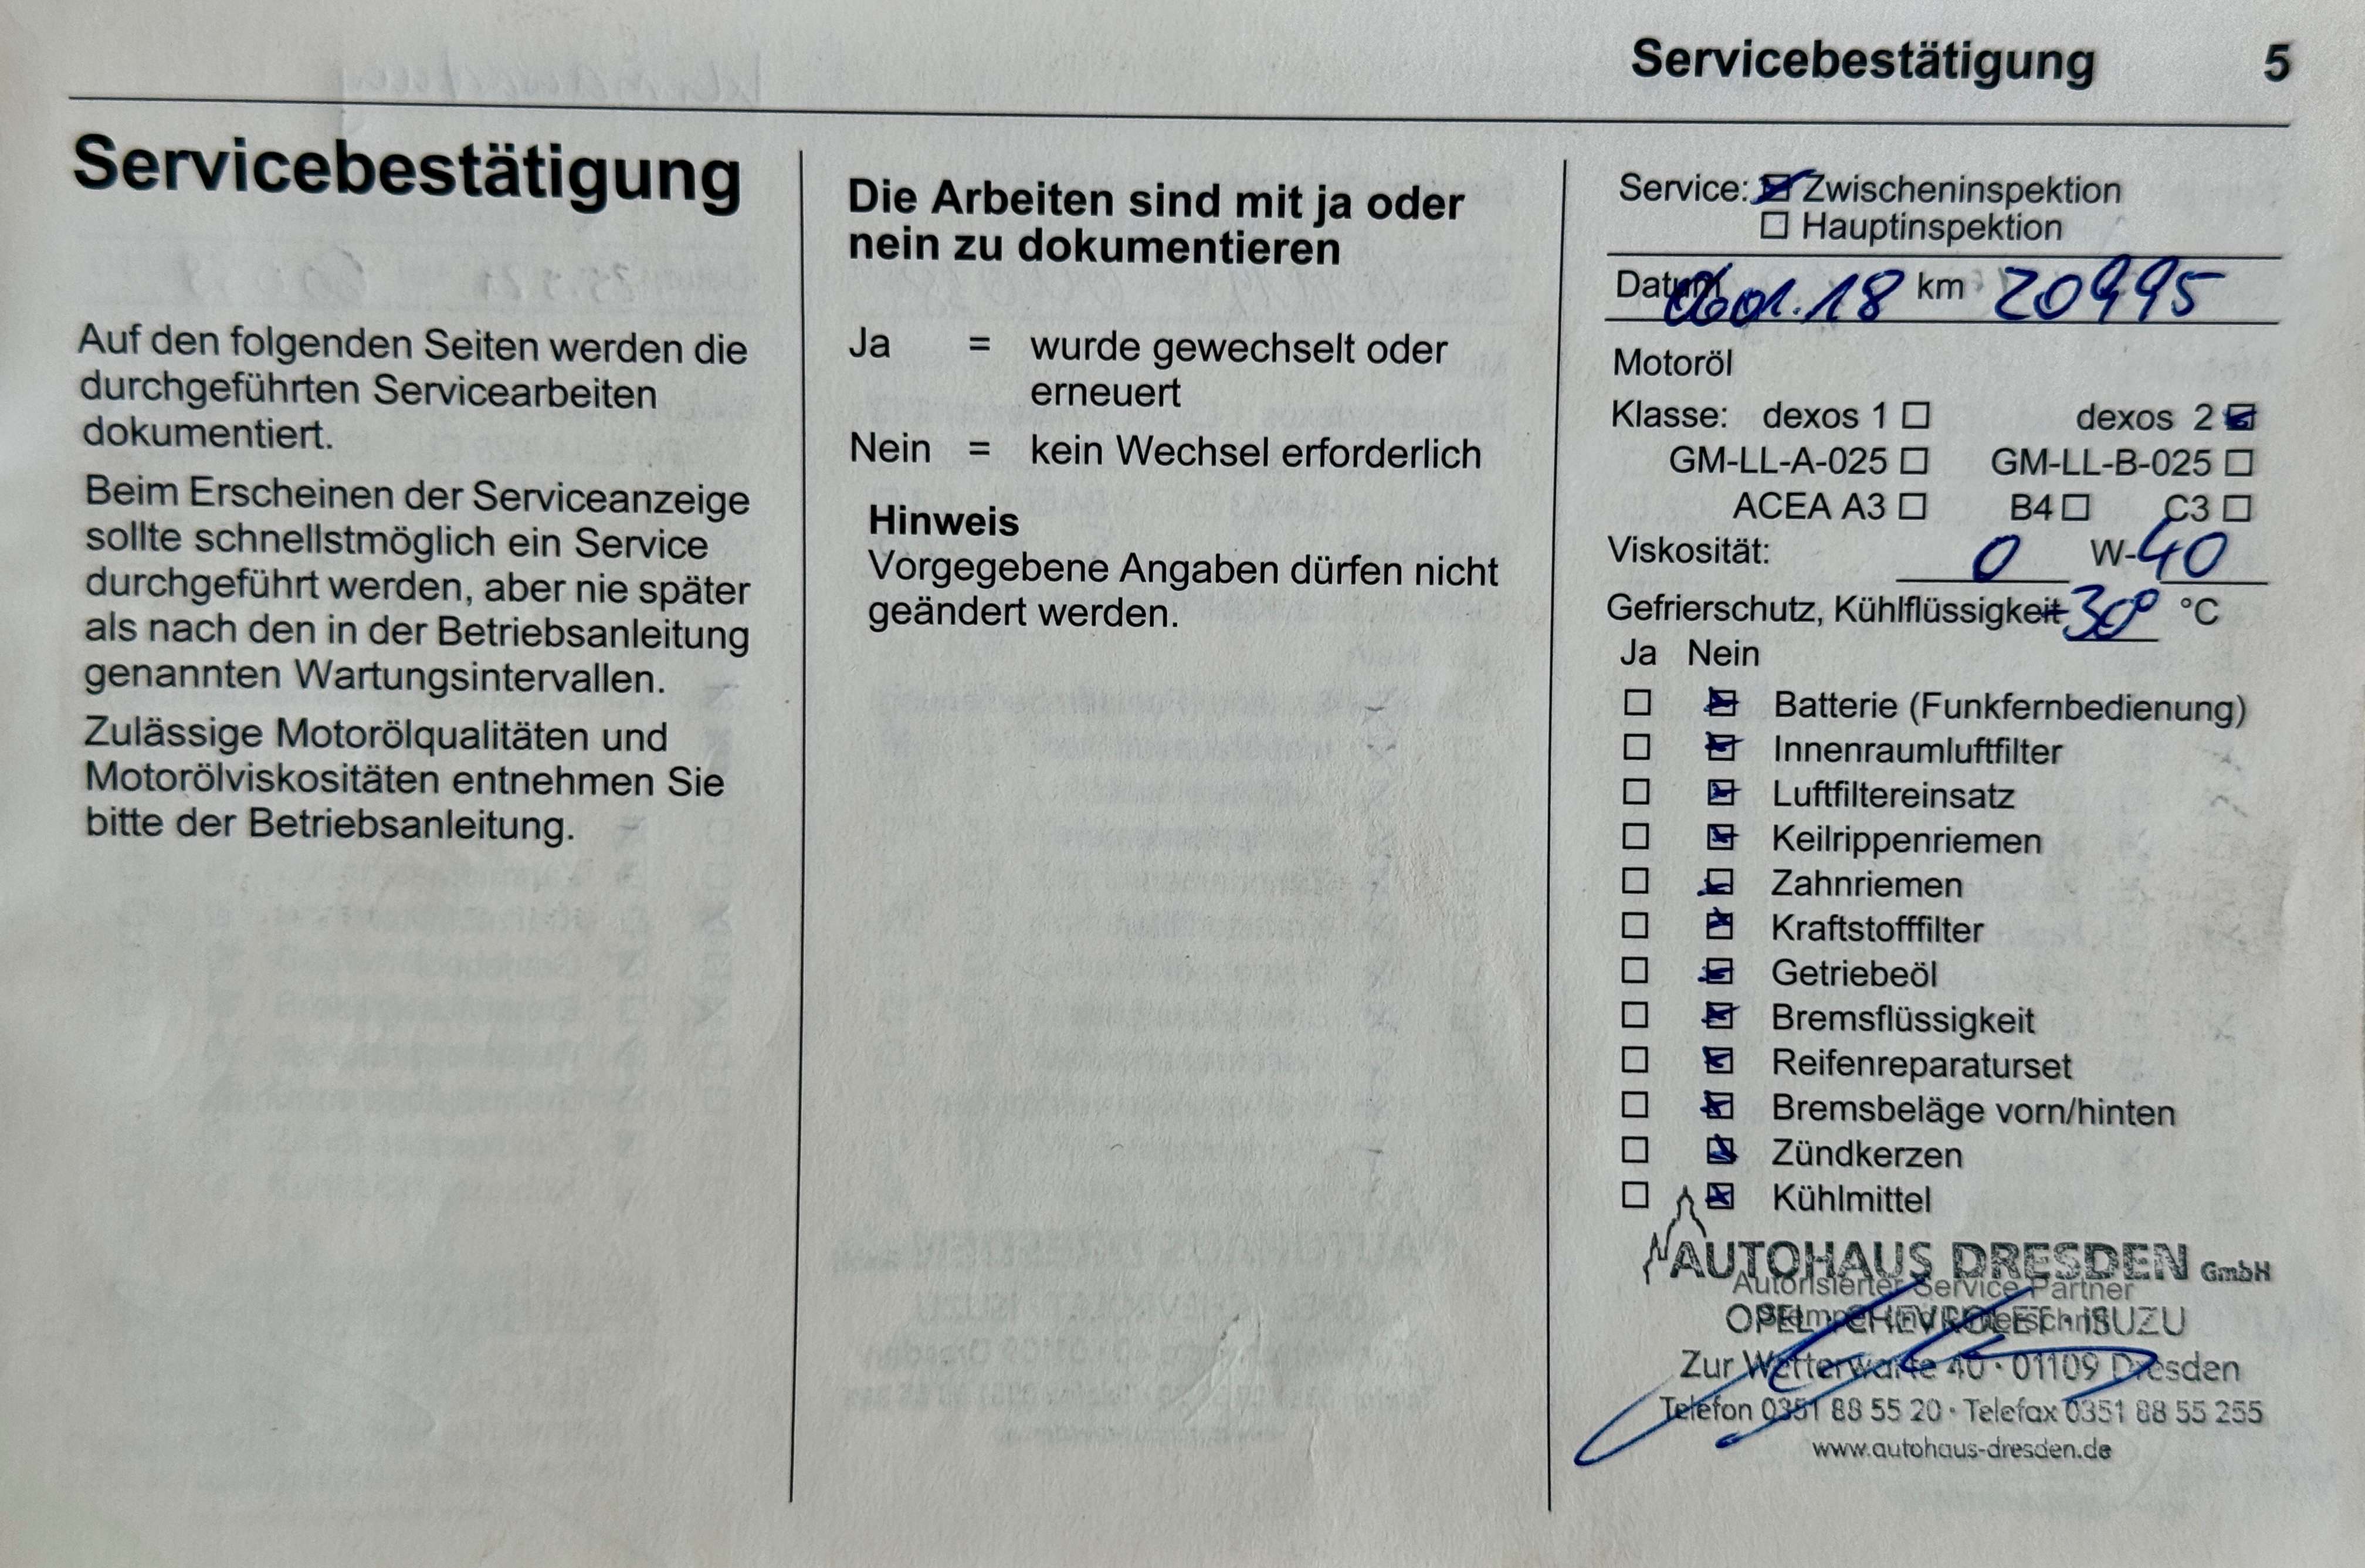 Servicebestätigung 5
Servicebestätigung
Auf den folgenden Seiten werden die
durchgeführten Servicearbeiten
dokumentiert.
Beim Erscheinen der Serviceanzeige
sollte schnellstmöglich ein Service
durchgeführt werden, aber nie später
als nach den in der Betriebsanleitung
genannten Wartungsintervallen.
Zulässige Motorölqualitäten und
Motorölviskositäten entnehmen Sie
bitte der Betriebsanleitung.
Die Arbeiten sind mit ja oder
nein zu dokumentieren
Ja = wurde gewechselt oder
erneuert
Nein = kein Wechsel erforderlich
Hinweis
Vorgegebene Angaben dürfen nicht
geändert werden.
Service: ☒ Zwischeninspektion
☐ Hauptinspektion
Datum .18 km 20995
Motoröl
Klasse: dexos 1 ☐ dexos 2 ☒
GM-LL-A-025 ☐ GM-LL-B-025 ☐
ACEA A3 ☐ B4 ☐ C3 ☐
Viskosität: 0 W-40
Gefrierschutz, Kühlflüssigkeit -30° °C
Ja Nein
☐ ☒ Batterie (Funkfernbedienung)
☐ ☒ Innenraumluftfilter
☐ ☒ Luftfiltereinsatz
☐ ☒ Keilrippenriemen
☐ ☒ Zahnriemen
☐ ☒ Kraftstofffilter
☐ ☒ Getriebeöl
☐ ☒ Bremsflüssigkeit
☐ ☒ Reifenreparaturset
☐ ☒ Bremsbeläge vorn/hinten
☐ ☒ Zündkerzen
☐ ☒ Kühlmittel
AUTOHAUS DRESDEN GmbH
Autorisierter Service Partner
OPEL · CHEVROLET · ISUZU
Stempel und Unterschrift
Zur Wetterwarte 40 · 01109 Dresden
Telefon 0351 88 55 20 · Telefax 0351 88 55 255
www.autohaus-dresden.de